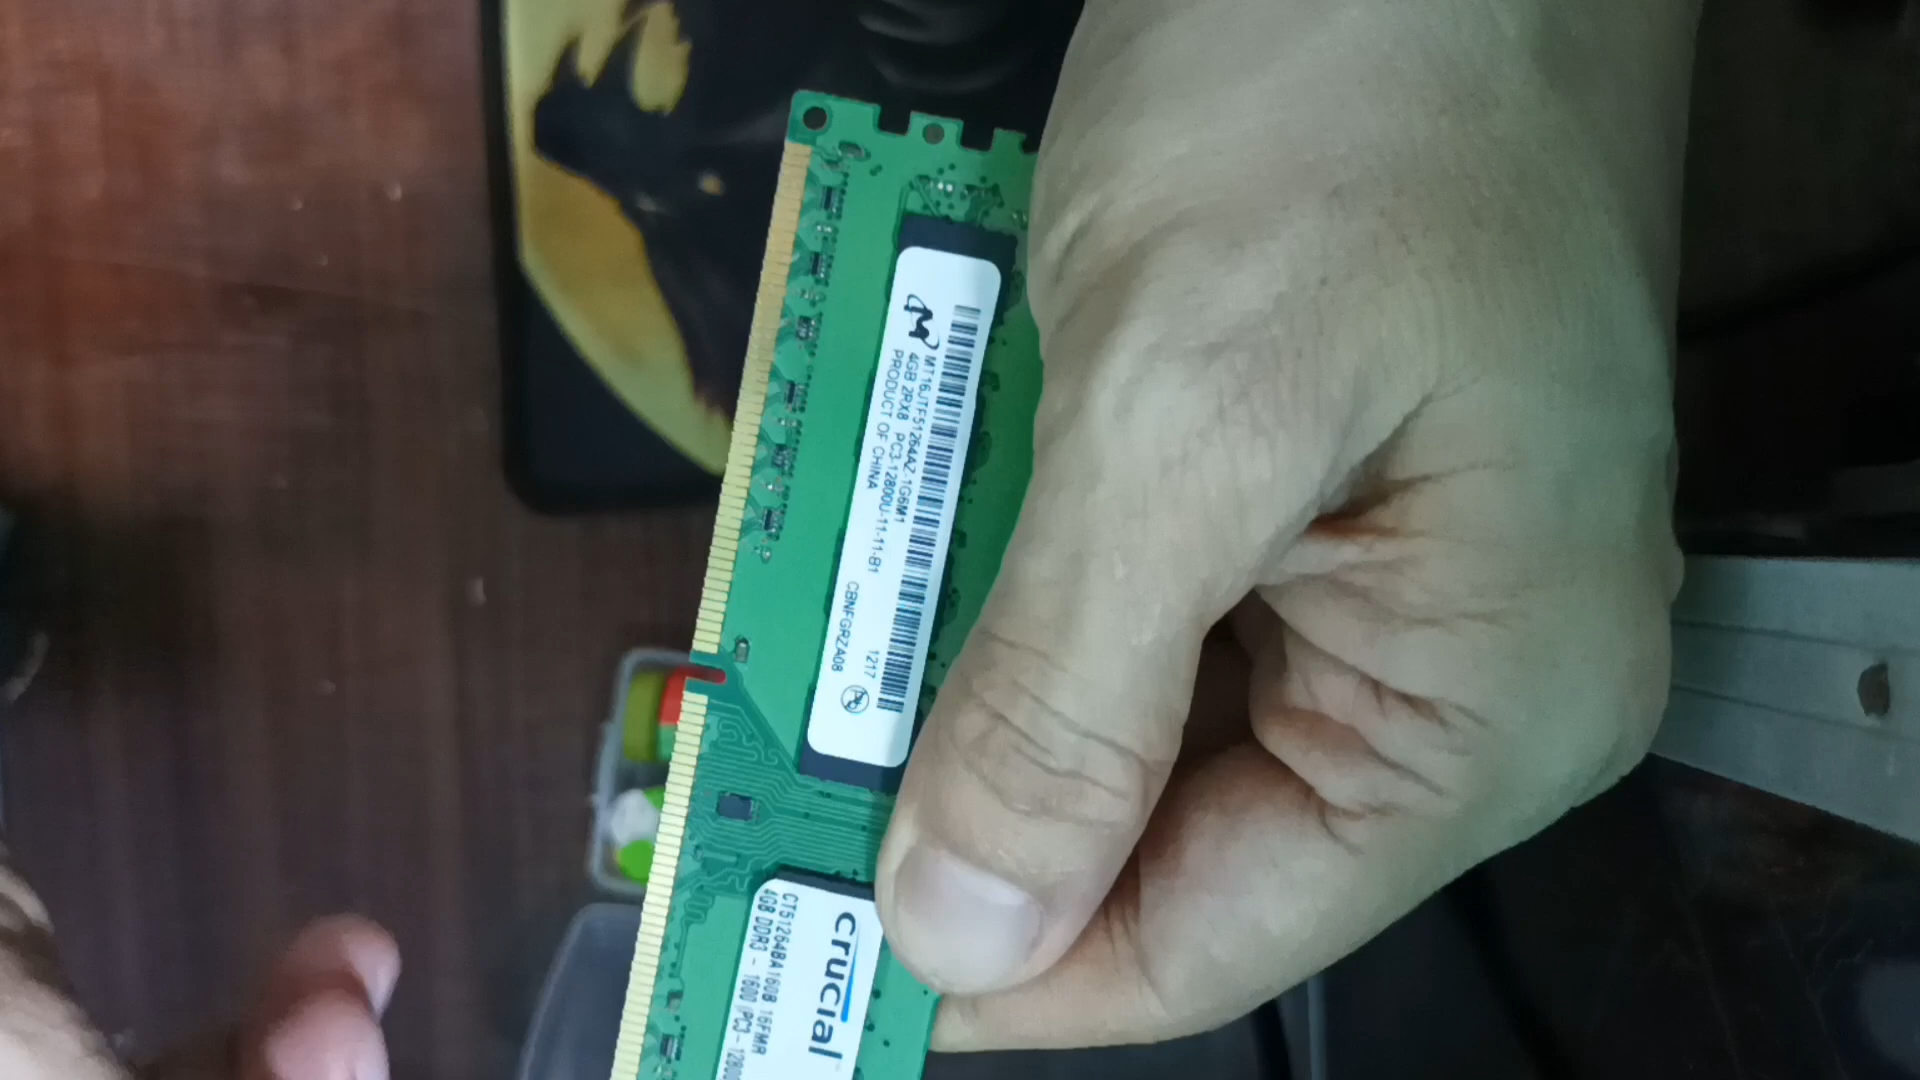 MT16JTF51264AZ-1G6M1
4GB 2RX8 PC3-12800U-11-11-B1
PRODUCT OF CHINA
1217
CBNFGRZA08
crucial
CT51264BA160B.16FMR
4GB DDR3 - 1600 (PC3-12800